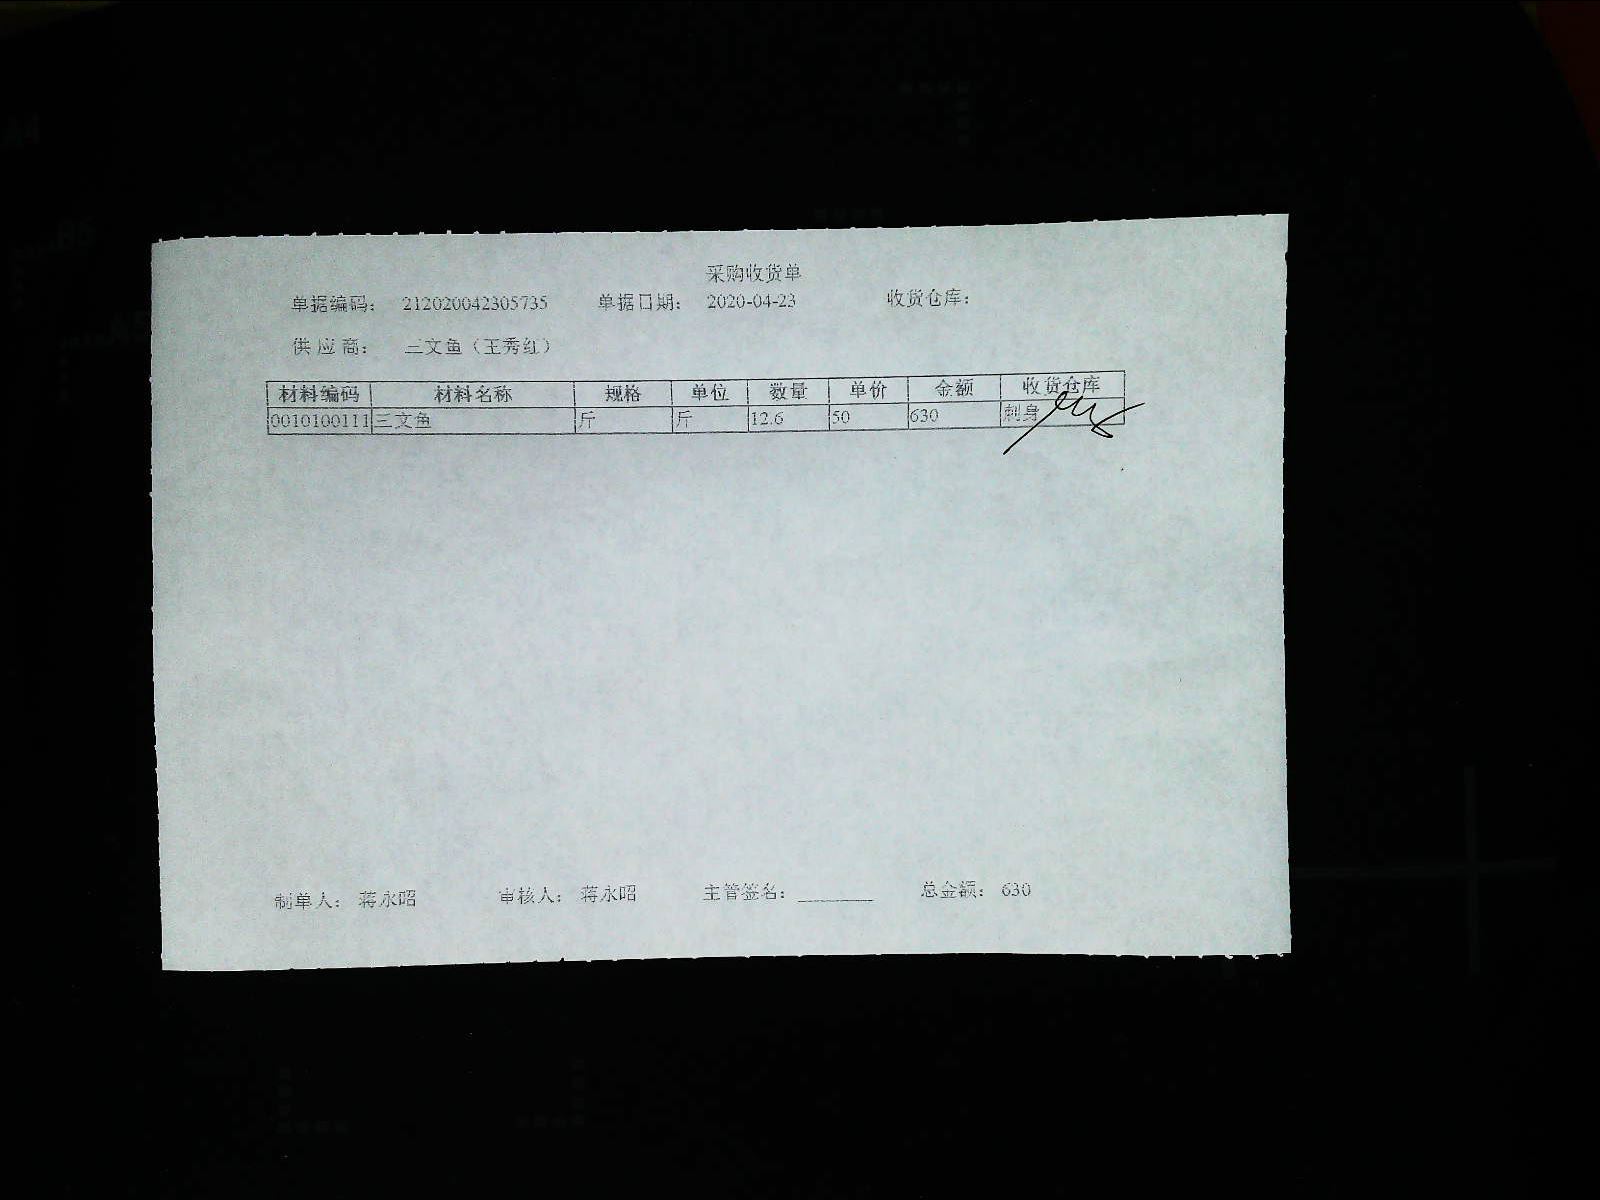 采购收货单
单据编码： 212020042305735 单据日期： 2020-04-23 收货仓库：
供 应 商： 三文鱼（王秀红）
材料编码 材料名称 规格 单位 数量 单价 金额 收货仓库
0010100111 三文鱼 斤 斤 12.6 50 630 刺身
制单人： 蒋永昭 审核人： 蒋永昭 主管签名： 总金额： 630